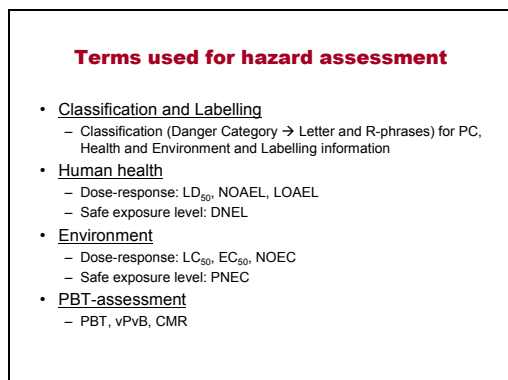 Terms used for hazard assessment
• Classification and Labelling
– Classification (Danger Category → Letter and R-phrases) for PC,
Health and Environment and Labelling information
• Human health
– Dose-response: LD50, NOAEL, LOAEL
– Safe exposure level: DNEL
• Environment
– Dose-response: LC50, EC50, NOEC
– Safe exposure level: PNEC
• PBT-assessment
– PBT, vPvB, CMR